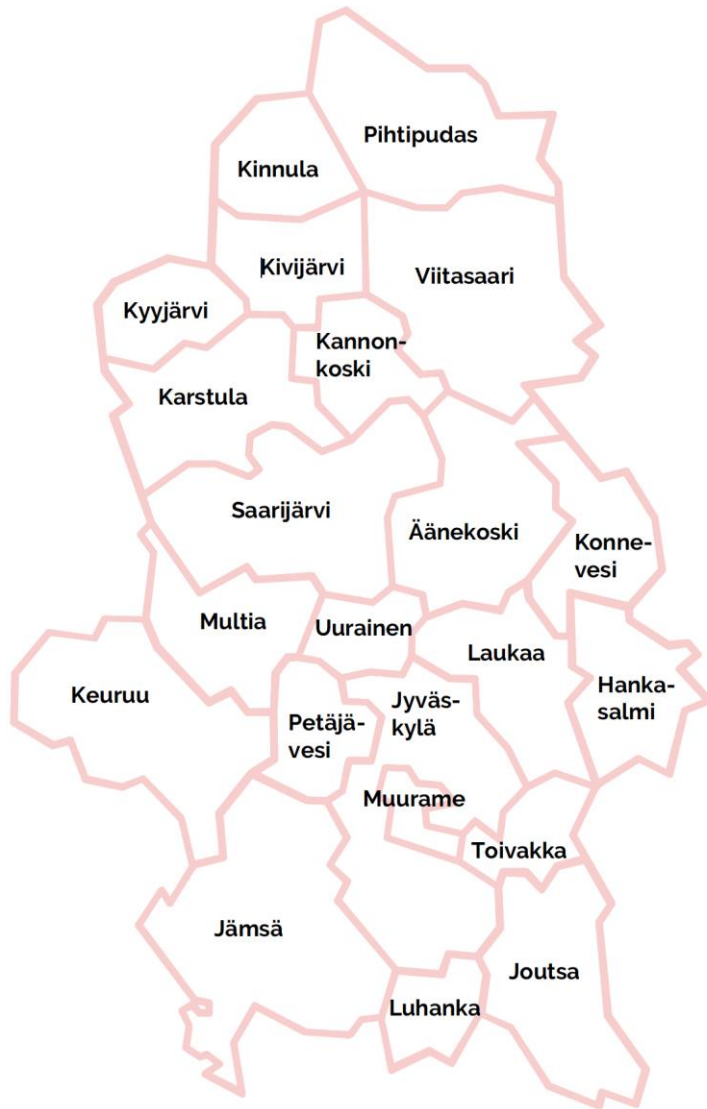 Pihtipudas
Kinnula
Kivijärvi
Viitasaari
Kyyjärvi
Kannon-
koski
Karstula
Saarijärvi
Äänekoski
Konne-
vesi
Multia
Uurainen
Laukaa
Keuruu
Petäjä-
vesi
Jyväs-
kylä
Hanka-
salmi
Muurame
Toivakka
Jämsä
Joutsa
Luhanka